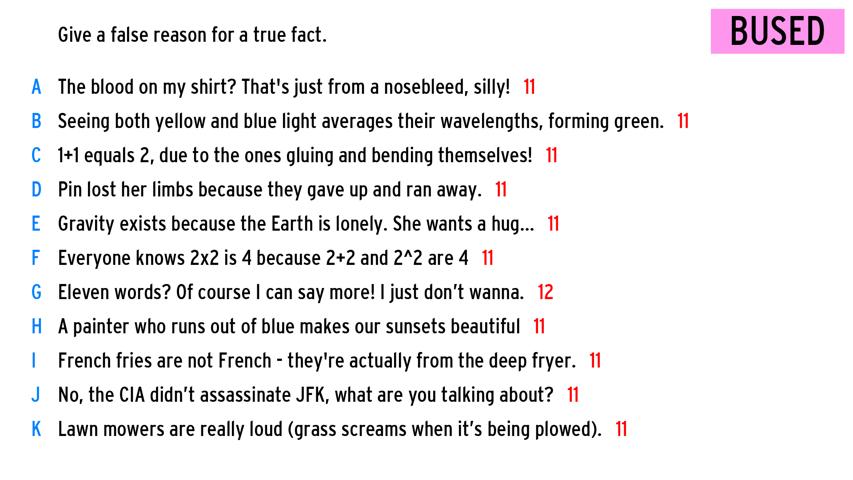 Give a false reason for a true fact.
BUSED
A The blood on my shirt? That's just from a nosebleed, silly! 11
B Seeing both yellow and blue light averages their wavelengths, forming green. 11
C 1+1 equals 2, due to the ones gluing and bending themselves! 11
D Pin lost her limbs because they gave up and ran away. 11
E Gravity exists because the Earth is lonely. She wants a hug... 11
F Everyone knows 2x2 is 4 because 2+2 and 2^2 are 4 11
G Eleven words? Of course I can say more! I just don’t wanna. 12
H A painter who runs out of blue makes our sunsets beautiful 11
I French fries are not French - they're actually from the deep fryer. 11
J No, the CIA didn’t assassinate JFK, what are you talking about? 11
K Lawn mowers are really loud (grass screams when it’s being plowed). 11